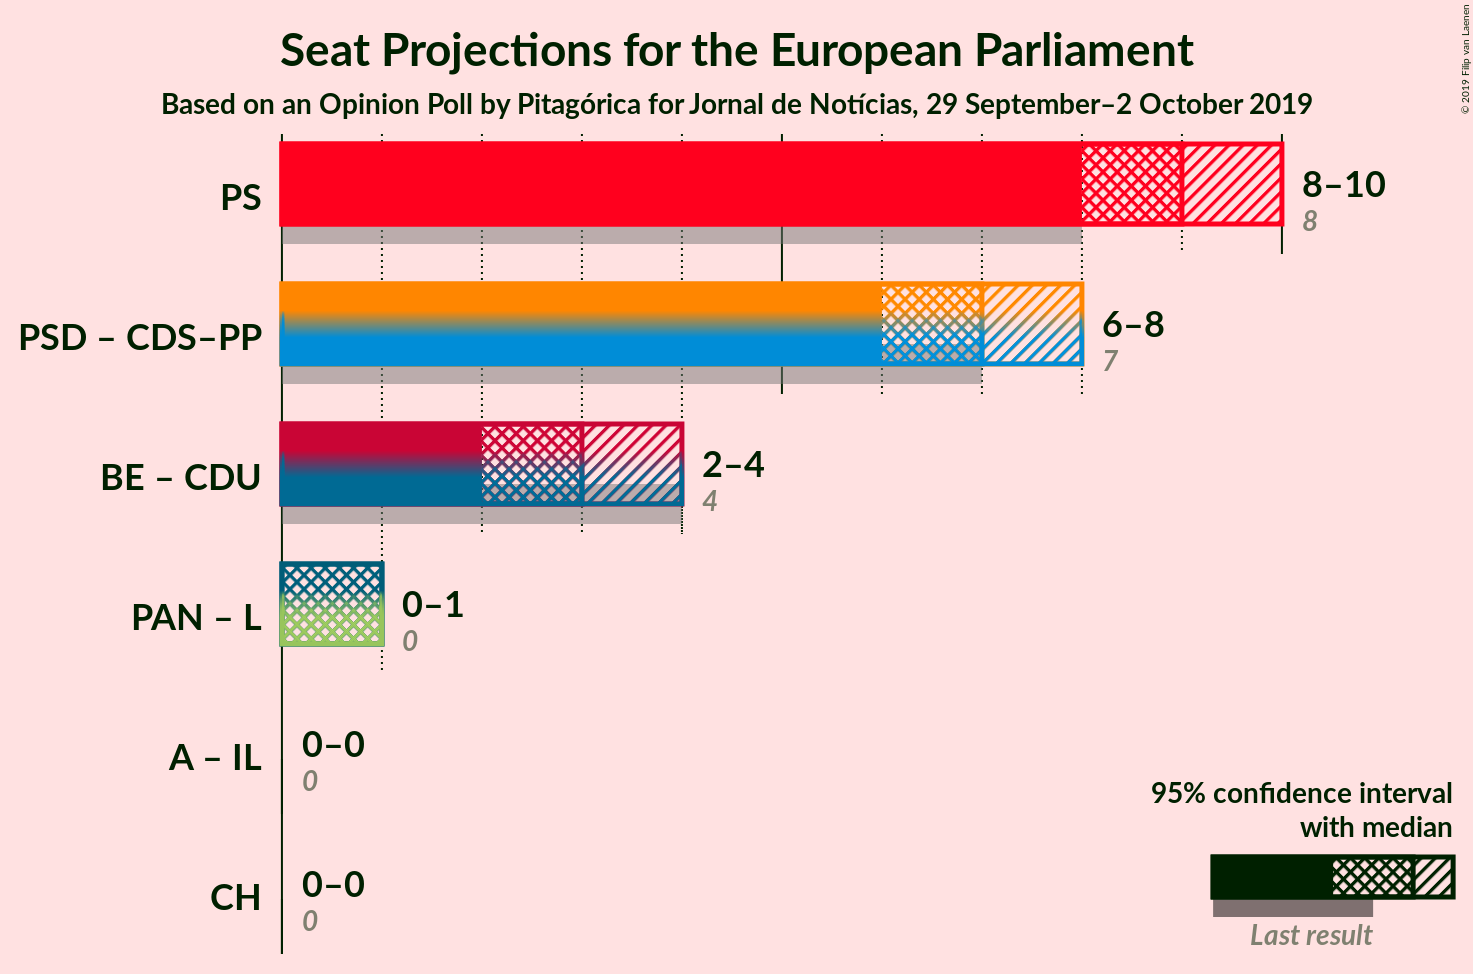 Seat Projections for the European Parliament
Based on an Opinion Poll by Pitagórica for Jornal de Notícias, 29 September–2 October 2019
© 2019 Filip van Laenen
PS
8–10
8
PSD – CDS–PP
6–8
7
BE – CDU
2–4
4
PAN – L
0–1
0
A – IL
0–0
0
CH
0–0
0
95% confidence interval
with median
Last result